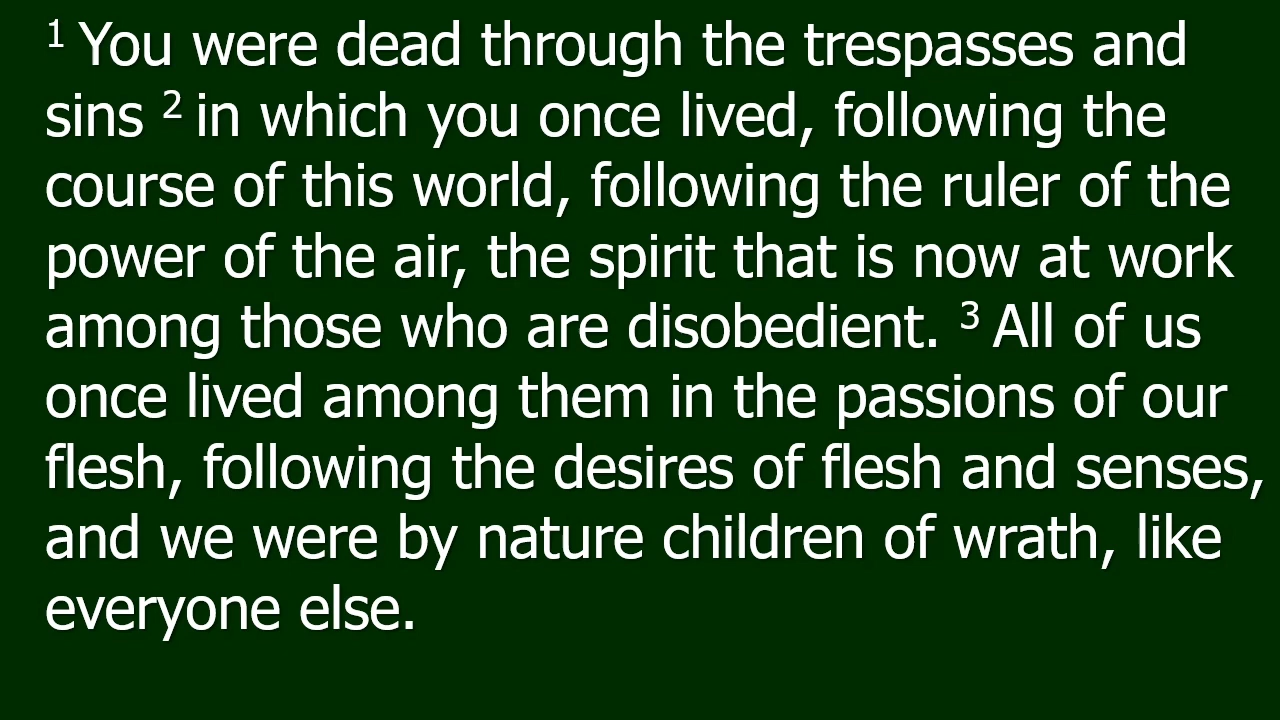 1 You were dead through the trespasses and
sins 2 in which you once lived, following the
course of this world, following the ruler of the
power of the air, the spirit that is now at work
among those who are disobedient. 3 All of us
once lived among them in the passions of our
flesh, following the desires of flesh and senses,
and we were by nature children of wrath, like
everyone else.